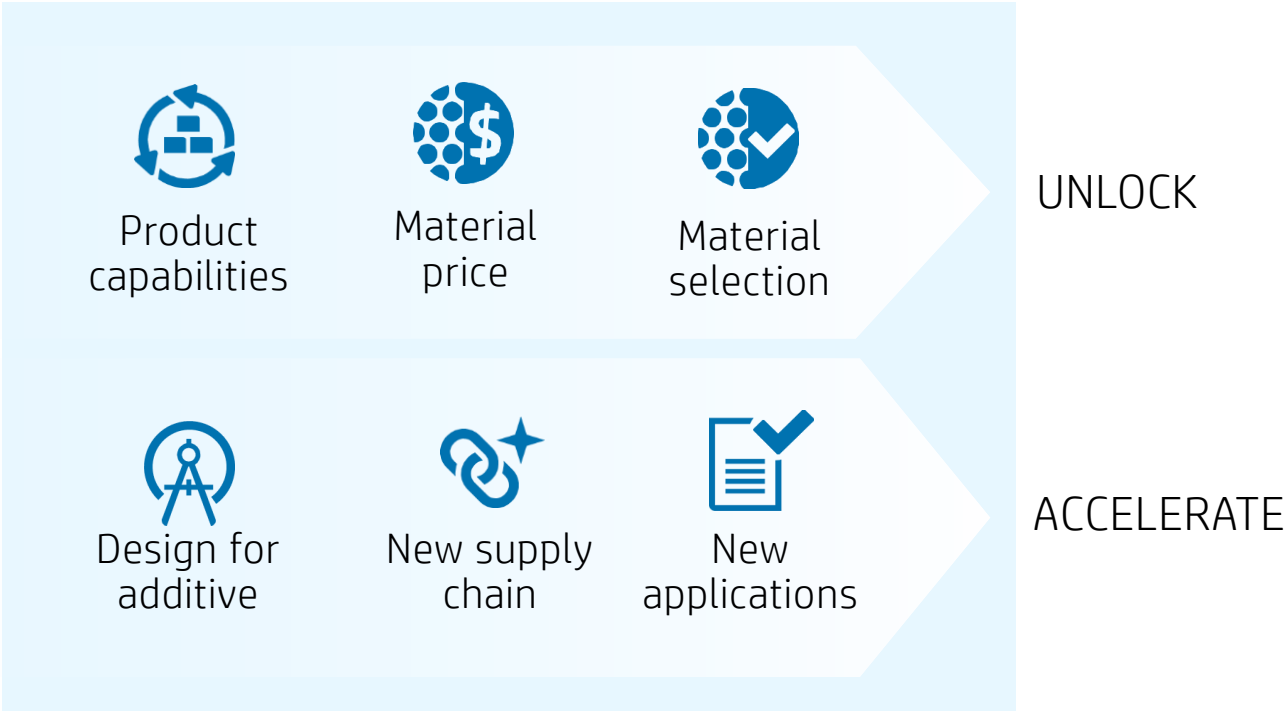 Product
capabilities
Material
price
Material
selection
UNLOCK
Design for
additive
New supply
chain
New
applications
ACCELERATE